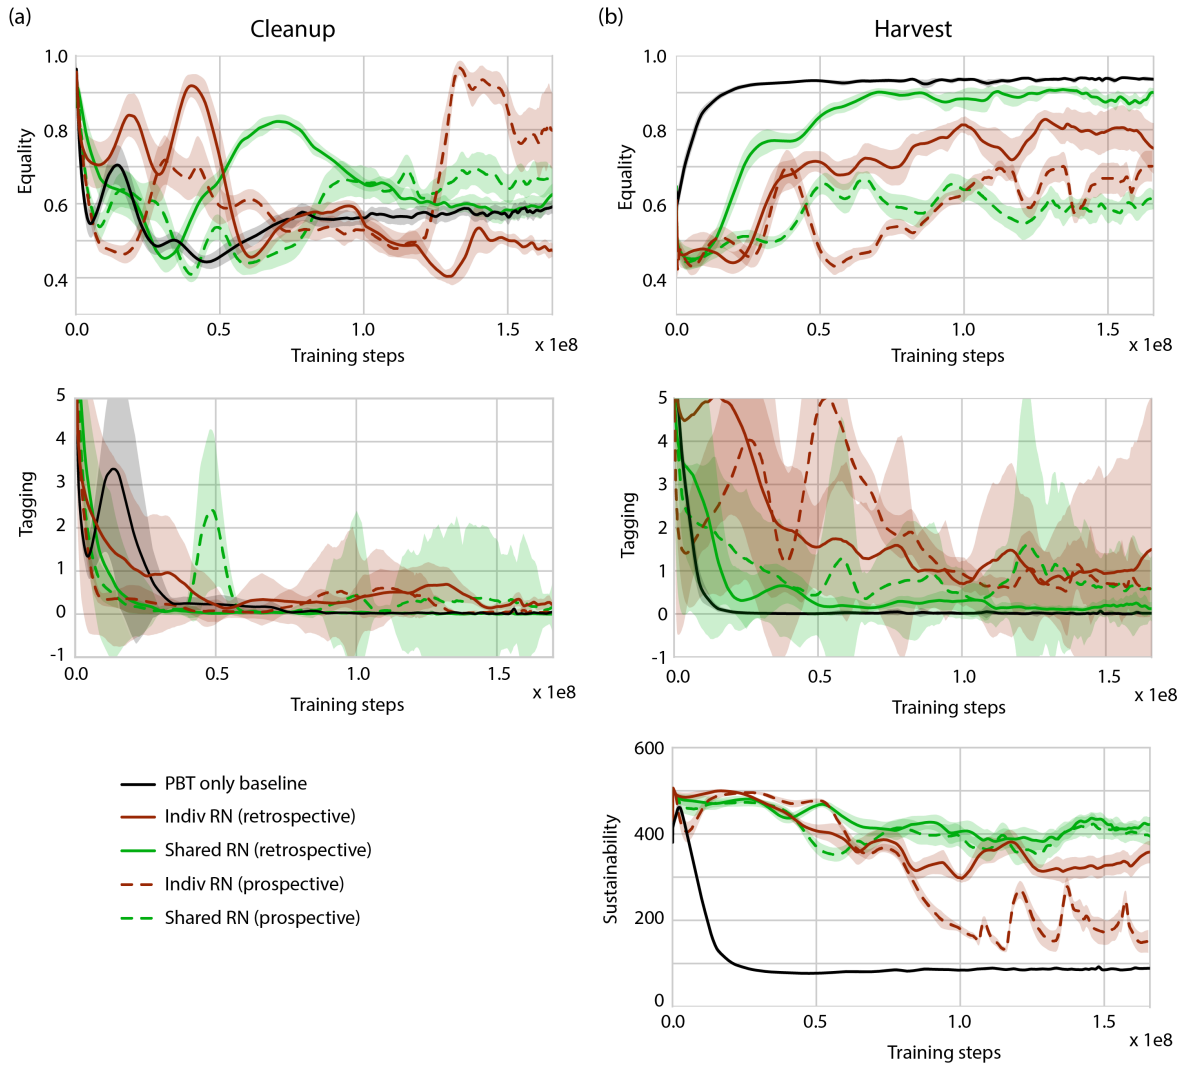 (a)
Cleanup
1.0
0.8
0.6
0.4
Equality
0.0
0.5
1.0
1.5
x 1e8
Training steps
(b)
Harvest
1.0
0.8
0.6
0.4
Equality
0.0
0.5
1.0
1.5
x 1e8
Training steps
5
4
3
2
1
0
-1
Tagging
0.0
0.5
1.0
1.5
x 1e8
Training steps
5
4
3
2
1
0
-1
Tagging
0.0
0.5
1.0
1.5
x 1e8
Training steps
PBT only baseline
Indiv RN (retrospective)
Shared RN (retrospective)
Indiv RN (prospective)
Shared RN (prospective)
600
400
200
0
Sustainability
0.0
0.5
1.0
1.5
x 1e8
Training steps